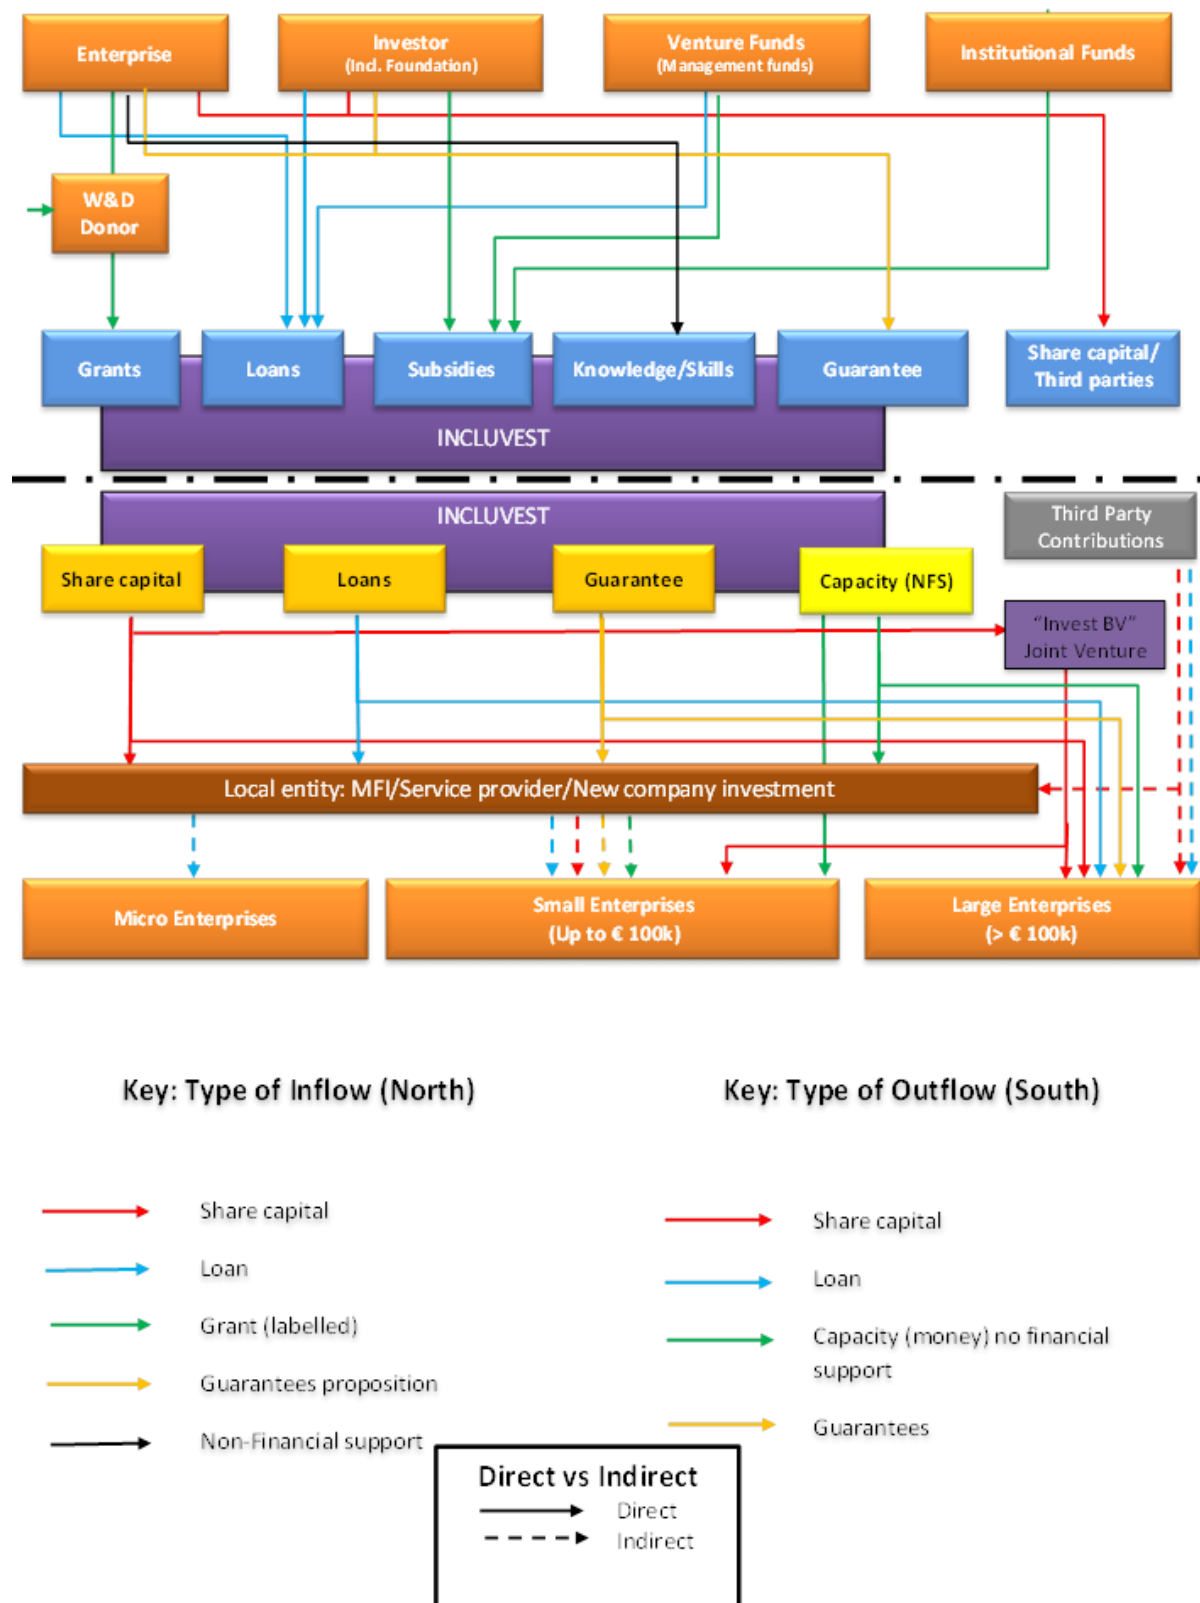 Enterprise
Investor
(Incl. Foundation)
Venture Funds
(Management funds)
Institutional Funds
W&D
Donor
Grants
Loans
Subsidies
Knowledge/Skills
Guarantee
Share capital/
Third parties
INCLUVEST
INCLUVEST
Third Party
Contributions
Share capital
Loans
Guarantee
Capacity (NFS)
“Invest BV”
Joint Venture
Local entity: MFI/Service provider/New company investment
Micro Enterprises
Small Enterprises
(Up to € 100k)
Large Enterprises
(> € 100k)
Key: Type of Inflow (North)
Share capital
Loan
Grant (labelled)
Guarantees proposition
Non-Financial support
Key: Type of Outflow (South)
Share capital
Loan
Capacity (money) no financial
support
Guarantees
Direct vs Indirect
Direct
Indirect